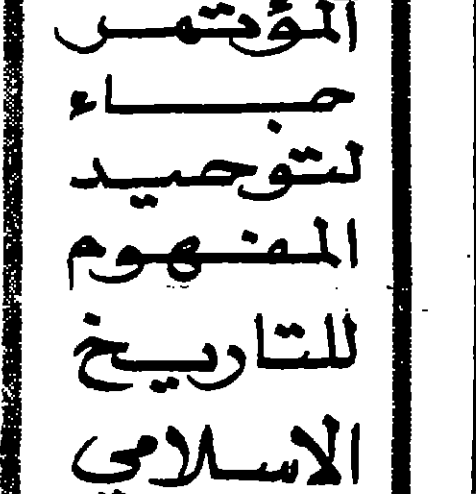 المؤتمر
جاء
لتوحيد
المفهوم
للتاريخ
الاسلامي